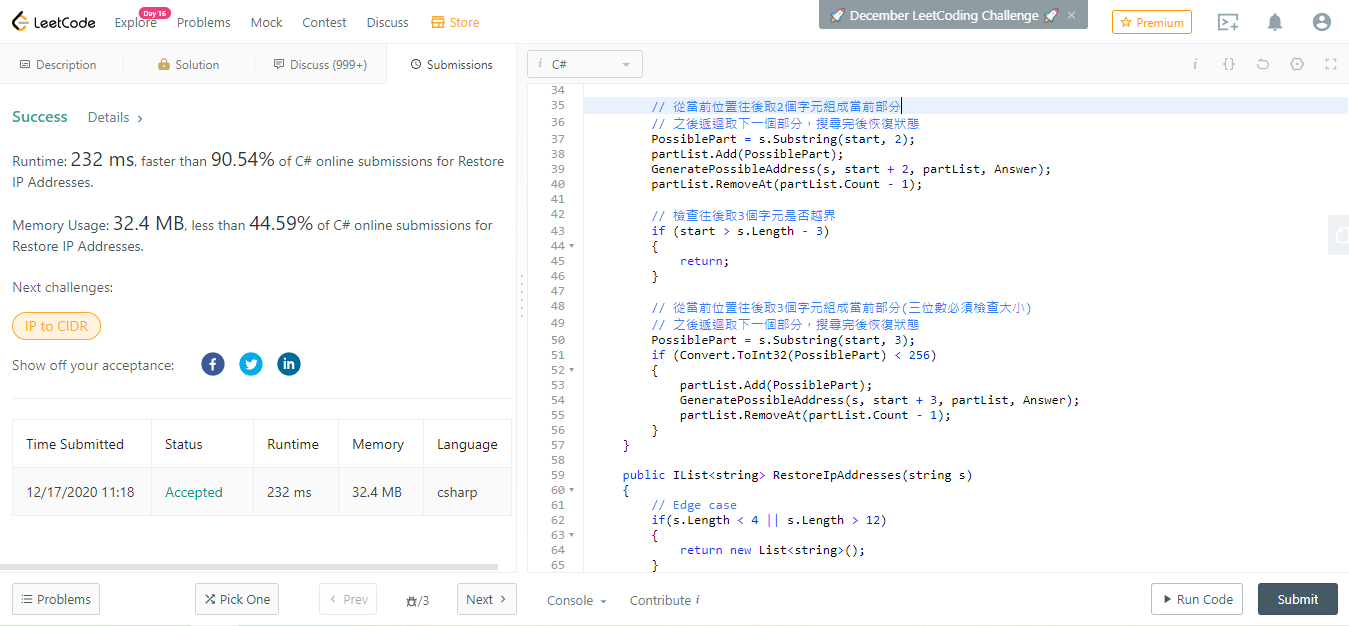 LeetCode
Explore
Day 16
Problems
Mock
Contest
Discuss
Store
🚀 December LeetCoding Challenge 🚀 ×
Premium
Description
Solution
Discuss (999+)
Submissions
i C#
Success
Details >
Runtime: 232 ms, faster than 90.54% of C# online submissions for Restore
IP Addresses.
Memory Usage: 32.4 MB, less than 44.59% of C# online submissions for
Restore IP Addresses.
Next challenges:
IP to CIDR
Show off your acceptance:
Time Submitted Status Runtime Memory Language
12/17/2020 11:18 Accepted 232 ms 32.4 MB csharp
34
35 // 從當前位置往後取2個字元組成當前部分
36 // 之後遞迴取下一個部分，搜尋完後恢復狀態
37 PossiblePart = s.Substring(start, 2);
38 partList.Add(PossiblePart);
39 GeneratePossibleAddress(s, start + 2, partList, Answer);
40 partList.RemoveAt(partList.Count - 1);
41
42 // 檢查往後取3個字元是否越界
43 if (start > s.Length - 3)
44 {
45 return;
46 }
47
48 // 從當前位置往後取3個字元組成當前部分(三位數必須檢查大小)
49 // 之後遞迴取下一個部分，搜尋完後恢復狀態
50 PossiblePart = s.Substring(start, 3);
51 if (Convert.ToInt32(PossiblePart) < 256)
52 {
53 partList.Add(PossiblePart);
54 GeneratePossibleAddress(s, start + 3, partList, Answer);
55 partList.RemoveAt(partList.Count - 1);
56 }
57 }
58
59 public IList<string> RestoreIpAddresses(string s)
60 {
61 // Edge case
62 if(s.Length < 4 || s.Length > 12)
63 {
64 return new List<string>();
65 }
Problems
Pick One
< Prev
/3
Next >
Console
Contribute i
Run Code
Submit